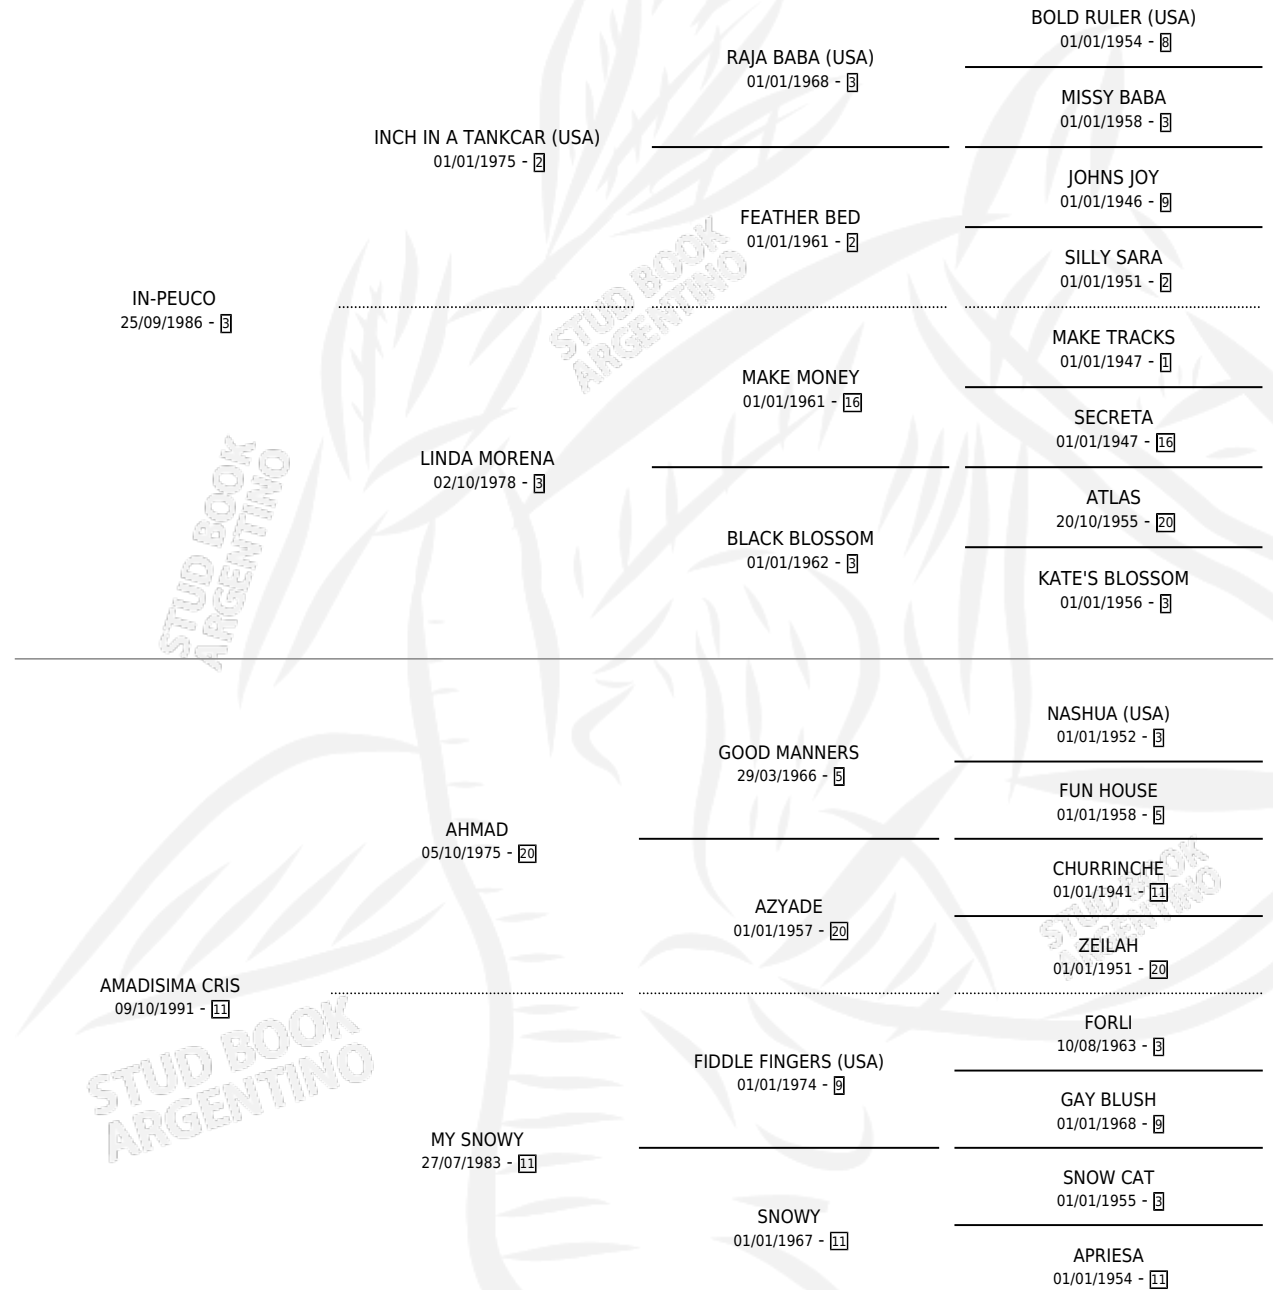 BOLD RULER (USA)
01/01/1954 - 8
RAJA BABA (USA)
01/01/1968 - 3
MISSY BABA
01/01/1958 - 3
INCH IN A TANKCAR (USA)
01/01/1975 - 2
JOHNS JOY
01/01/1946 - 9
FEATHER BED
01/01/1961 - 2
SILLY SARA
01/01/1951 - 2
IN-PEUCO
25/09/1986 - 3
MAKE TRACKS
01/01/1947 - 1
MAKE MONEY
01/01/1961 - 16
SECRETA
01/01/1947 - 16
LINDA MORENA
02/10/1978 - 3
ATLAS
20/10/1955 - 20
BLACK BLOSSOM
01/01/1962 - 3
KATE'S BLOSSOM
01/01/1956 - 3
STUD BOOK
ARGENTINO
STUD BOOK
ARGENTINO
NASHUA (USA)
01/01/1952 - 3
GOOD MANNERS
29/03/1966 - 5
FUN HOUSE
01/01/1958 - 5
AHMAD
05/10/1975 - 20
CHURRINCHE
01/01/1941 - 11
AZYADE
01/01/1957 - 20
ZEILAH
01/01/1951 - 20
AMADISIMA CRIS
09/10/1991 - 11
FORLI
10/08/1963 - 3
FIDDLE FINGERS (USA)
01/01/1974 - 9
GAY BLUSH
01/01/1968 - 9
MY SNOWY
27/07/1983 - 11
SNOW CAT
01/01/1955 - 3
SNOWY
01/01/1967 - 11
APRIESA
01/01/1954 - 11
STUD BOOK
ARGENTINO
STUD BOOK
ARGENTINO